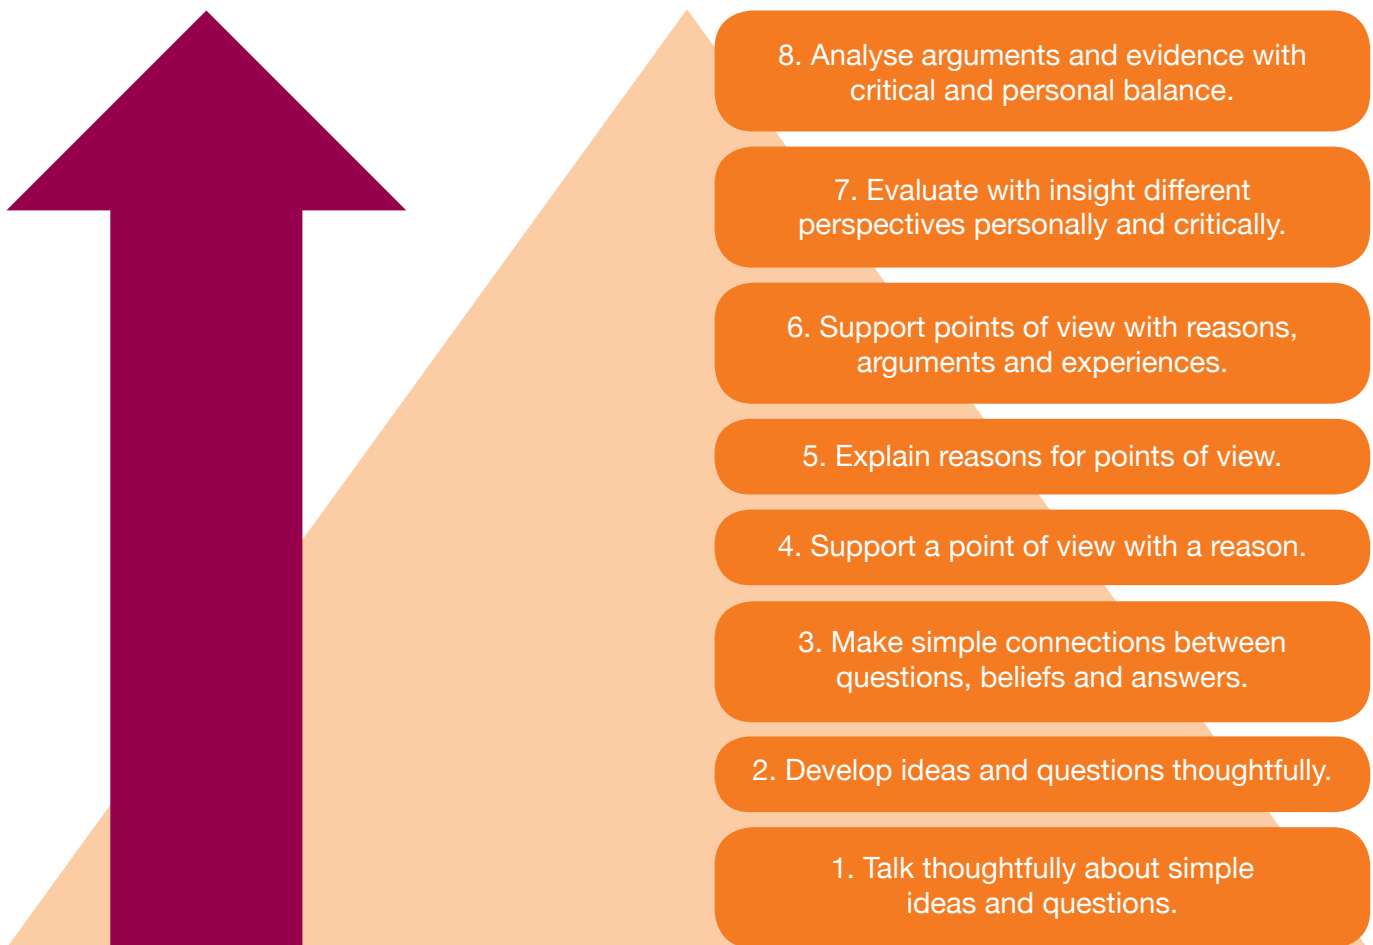 8. Analyse arguments and evidence with
critical and personal balance.
7. Evaluate with insight different
perspectives personally and critically.
6. Support points of view with reasons,
arguments and experiences.
5. Explain reasons for points of view.
4. Support a point of view with a reason.
3. Make simple connections between
questions, beliefs and answers.
2. Develop ideas and questions thoughtfully.
1. Talk thoughtfully about simple
ideas and questions.